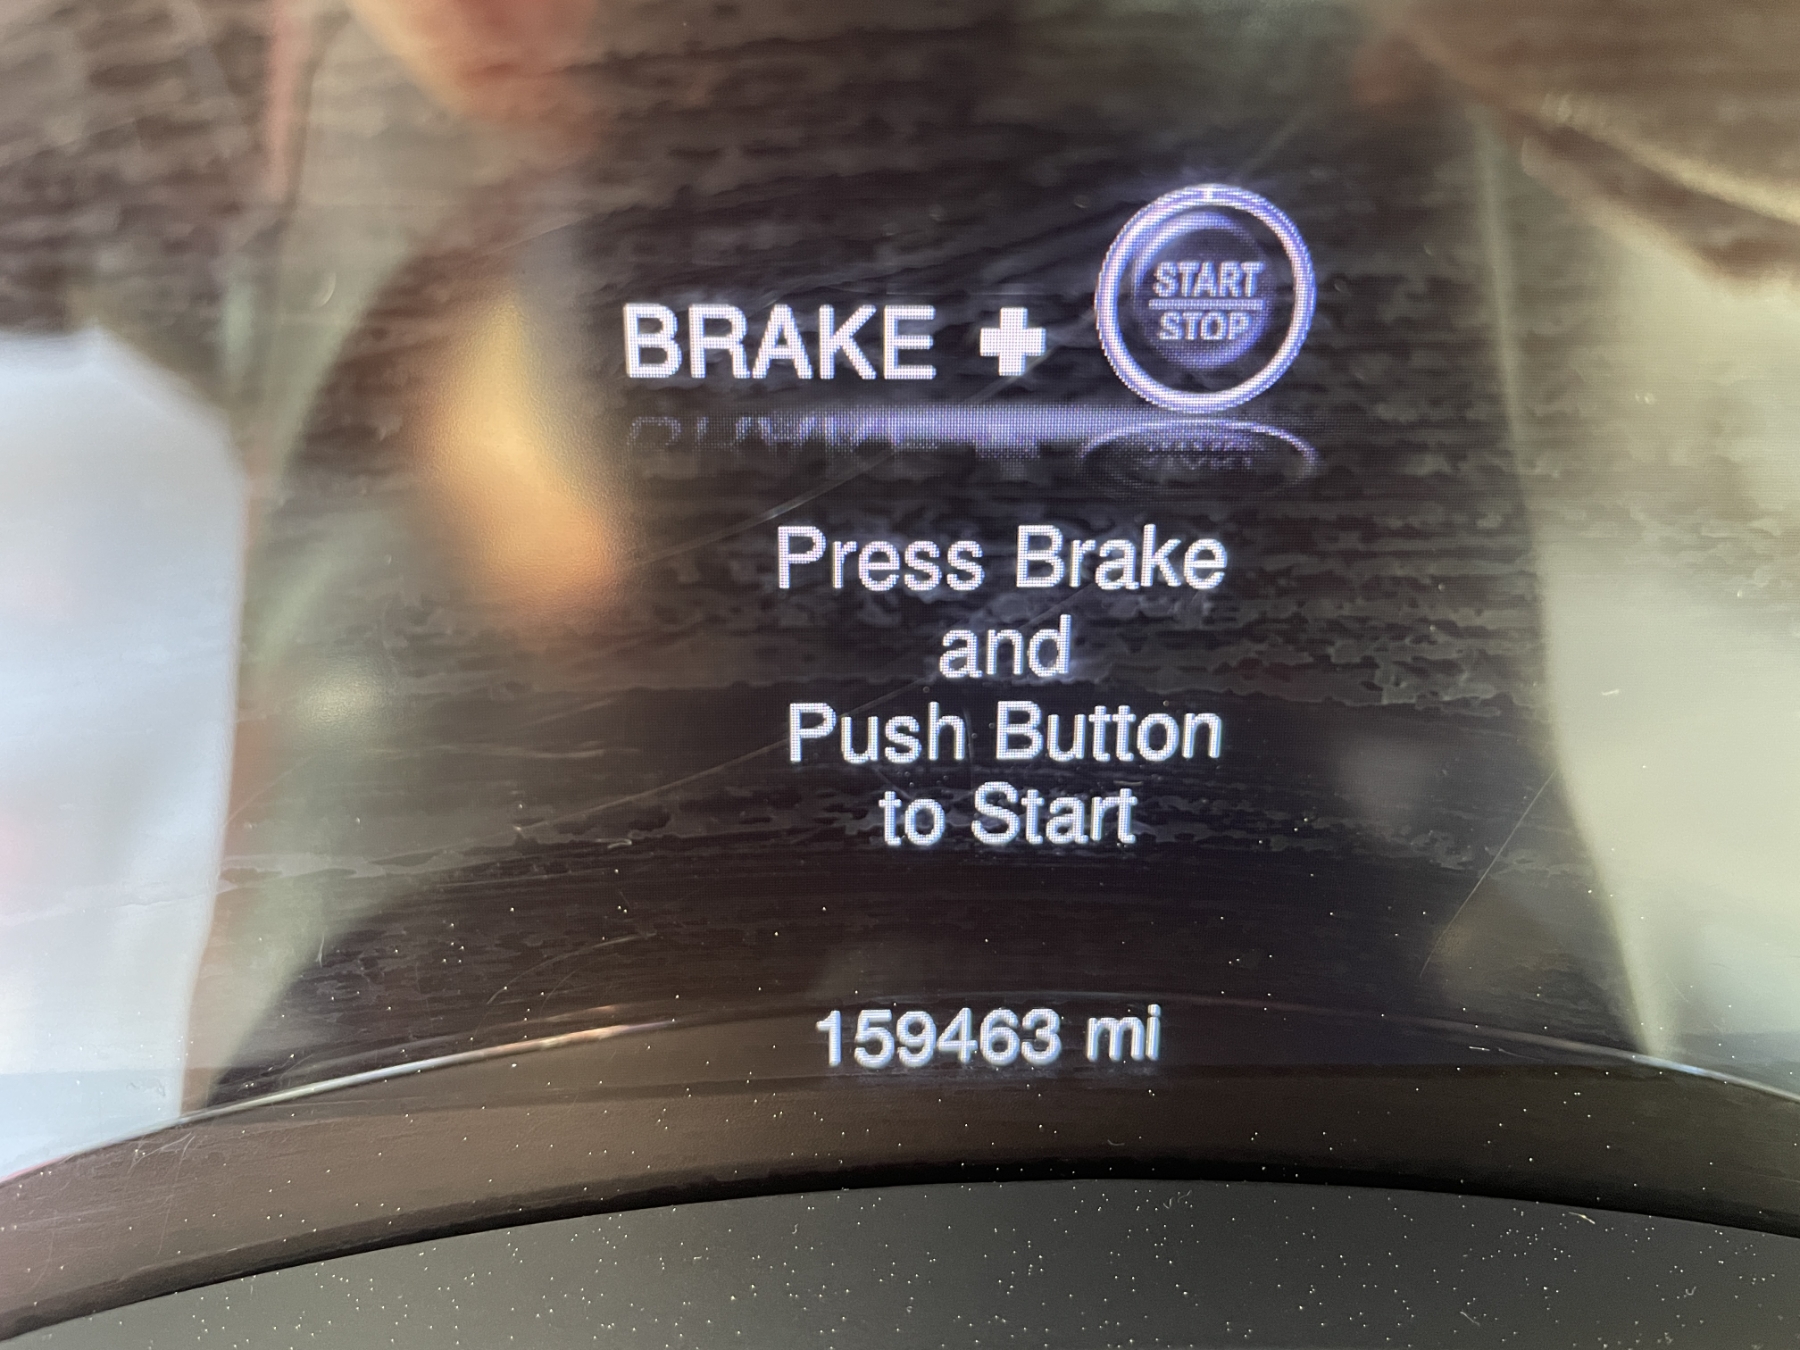 BRAKE + START
STOP
Press Brake
and
Push Button
to Start
159463 mi